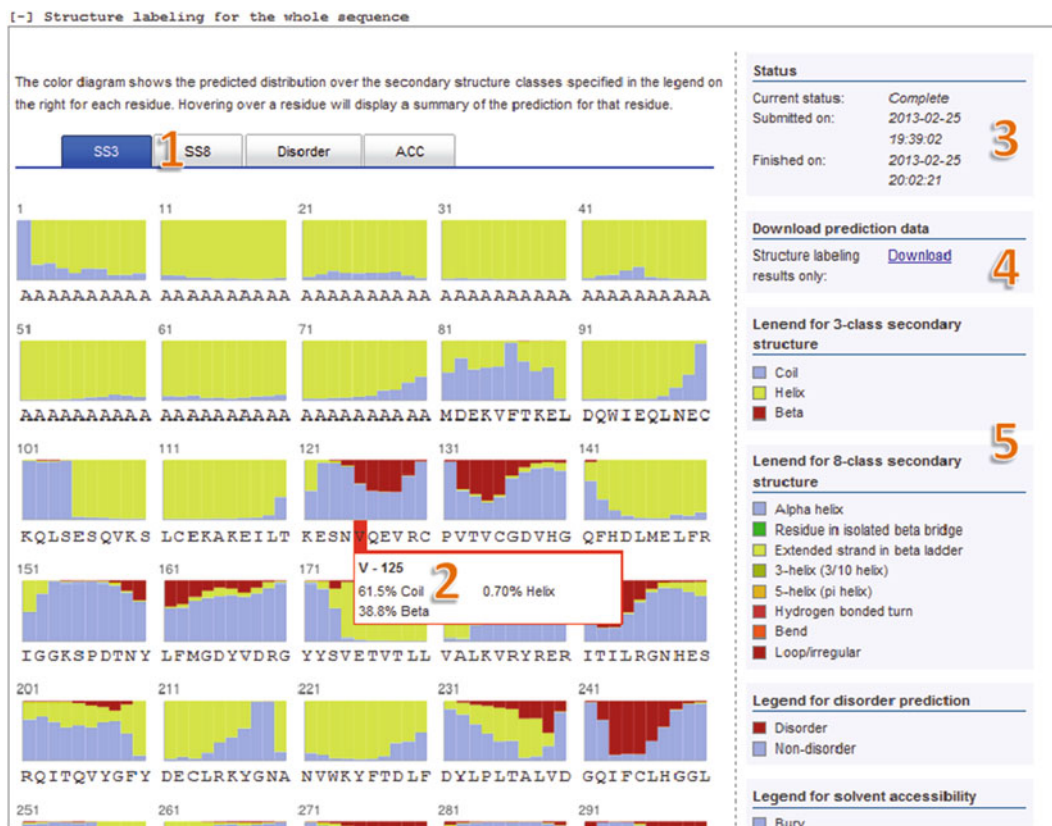 [-] Structure labeling for the whole sequence
The color diagram shows the predicted distribution over the secondary structure classes specified in the legend on
the right for each residue. Hovering over a residue will display a summary of the prediction for that residue.
SS3 1 SS8 Disorder ACC
1 11 21 31 41
AAAAAAAAAA AAAAAAAAAA AAAAAAAAAA AAAAAAAAAA AAAAAAAAAA
51 61 71 81 91
AAAAAAAAAA AAAAAAAAAA AAAAAAAAAA MDEKVFTKEL DQWIEQLNEC
101 111 121 131 141
KQLSESQVKS LCEKAKEILT KESNVQEVRC PVTVCGDVHG QFHDLMELFR
V - 125
61.5% Coil 2 0.70% Helix
38.8% Beta
151 161 171
IGGKSPDTNY LFMGDYVDRG YYSVETVTLL VALKVRYRER ITILRGNHES
201 211 221 231 241
RQITQVYGFY DECLRKYGNA NVWKYFTDLF DYLPLTALVD GQIFCLHGGL
251 261 271 281 291
Status
Current status: Complete
Submitted on: 2013-02-25
19:39:02
3
Finished on: 2013-02-25
20:02:21
Download prediction data
Structure labeling Download
results only:
4
Lenend for 3-class secondary
structure
Coil
Helix
Beta
5
Lenend for 8-class secondary
structure
Alpha helix
Residue in isolated beta bridge
Extended strand in beta ladder
3-helix (3/10 helix)
5-helix (pi helix)
Hydrogen bonded turn
Bend
Loop/irregular
Legend for disorder prediction
Disorder
Non-disorder
Legend for solvent accessibility
Bury